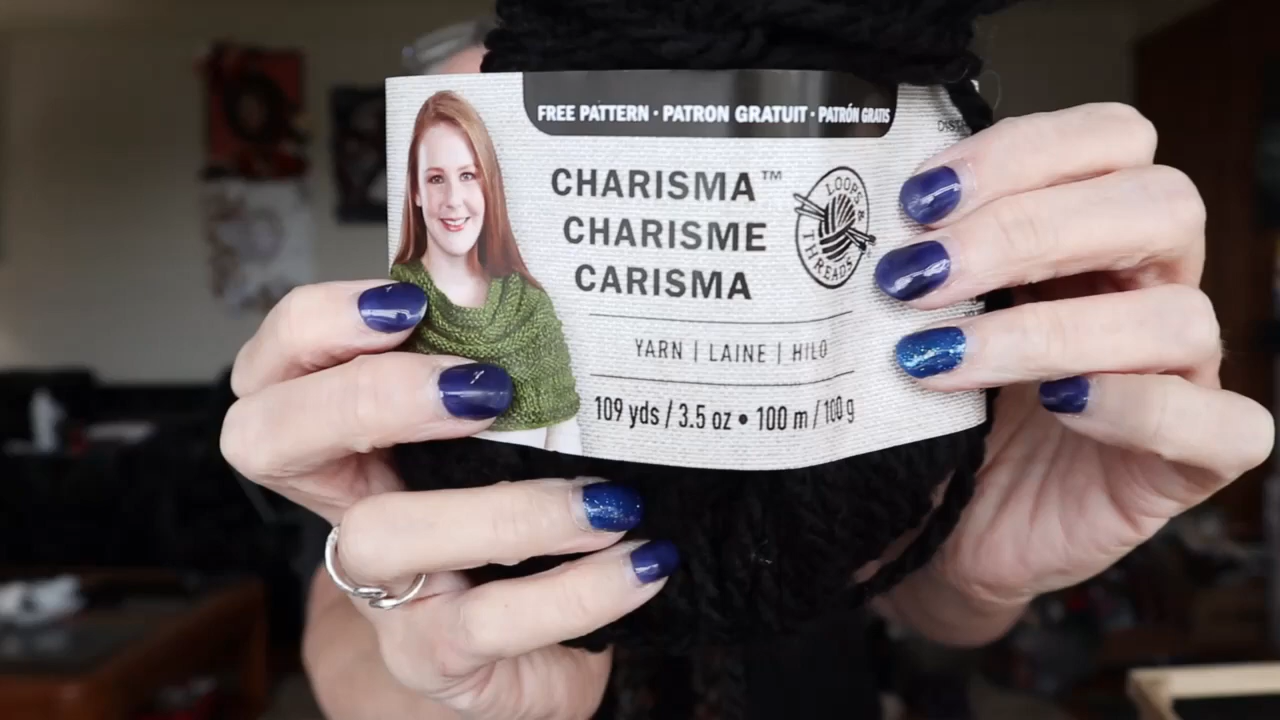 FREE PATTERN · PATRON GRATUIT · PATRÓN GRATIS
CHARISMA™
CHARISME
CARISMA
LOOPS &
THREADS®
YARN | LAINE | HILO
109 yds / 3.5 oz • 100 m / 100 g